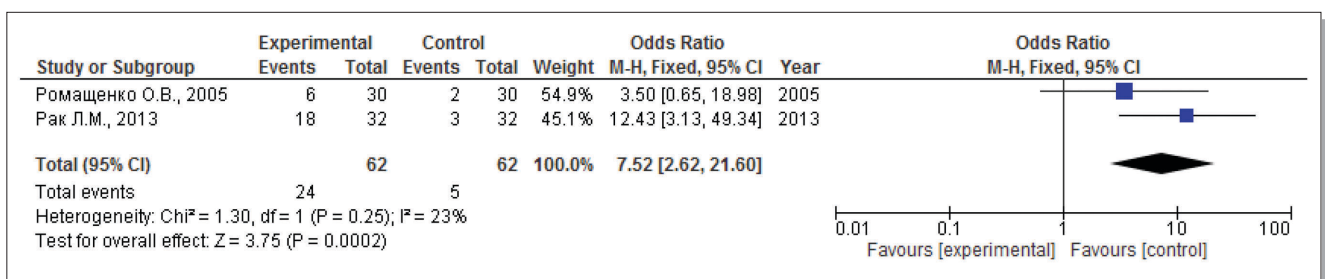 Experimental Control Odds Ratio Odds Ratio
Study or Subgroup Events Total Events Total Weight M-H, Fixed, 95% CI Year M-H, Fixed, 95% CI
Ромащенко О.В., 2005 6 30 2 30 54.9% 3.50 [0.65, 18.98] 2005
Рак Л.М., 2013 18 32 3 32 45.1% 12.43 [3.13, 49.34] 2013
Total (95% CI) 62 62 100.0% 7.52 [2.62, 21.60]
Total events 24 5
Heterogeneity: Chi² = 1.30, df = 1 (P = 0.25); I² = 23%
Test for overall effect: Z = 3.75 (P = 0.0002)
0.01 0.1 1 10 100
Favours [experimental] Favours [control]